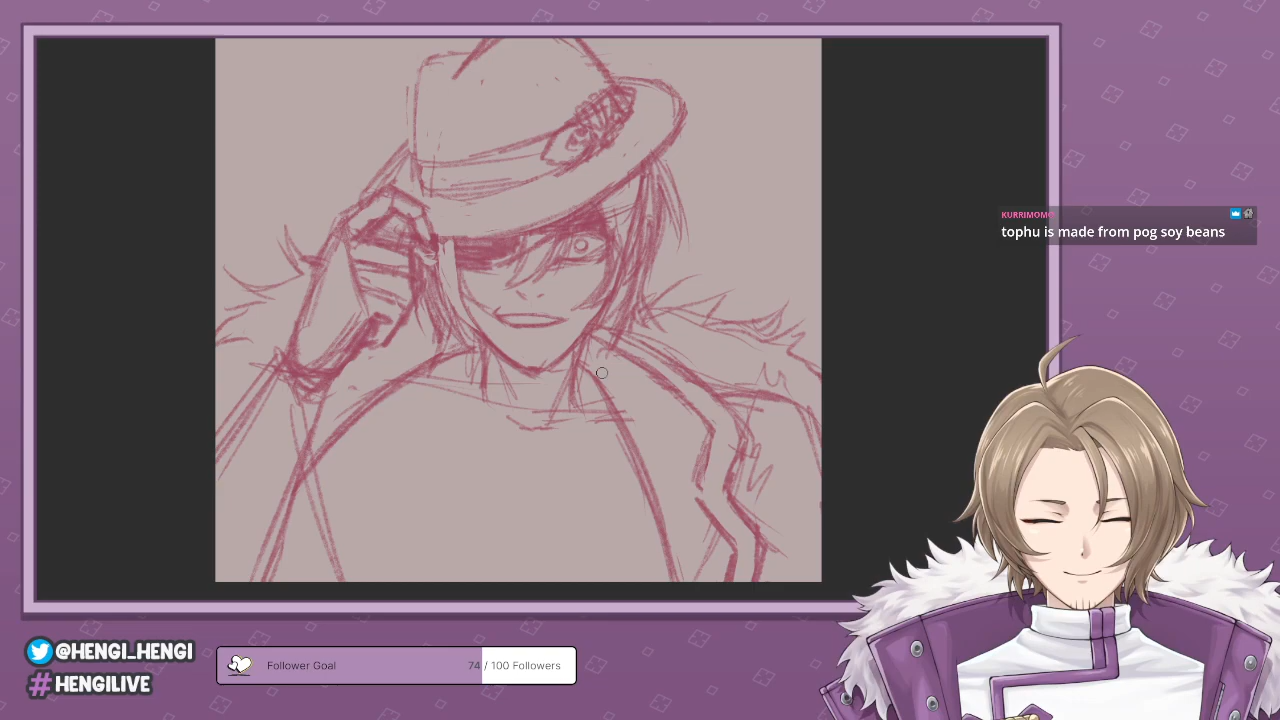 KURRIMOMO
tophu is made from pog soy beans
@HENGI_HENGI
# HENGILIVE
Follower Goal
74 / 100 Followers